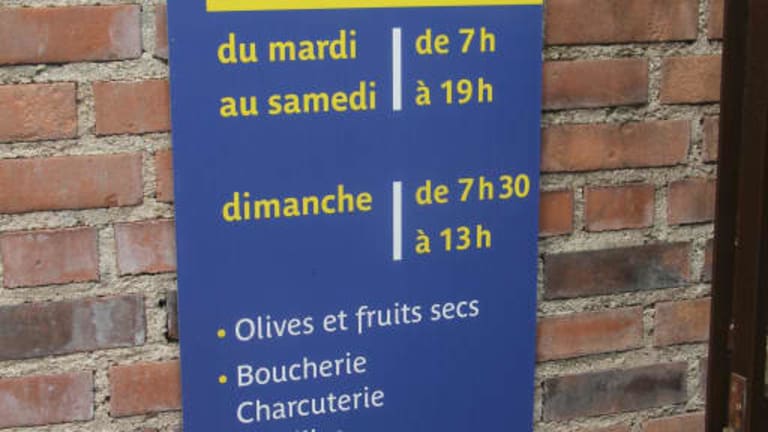 du mardi
au samedi
de 7h
à 19h
dimanche
de 7h30
à 13h
• Olives et fruits secs
• Boucherie
Charcuterie